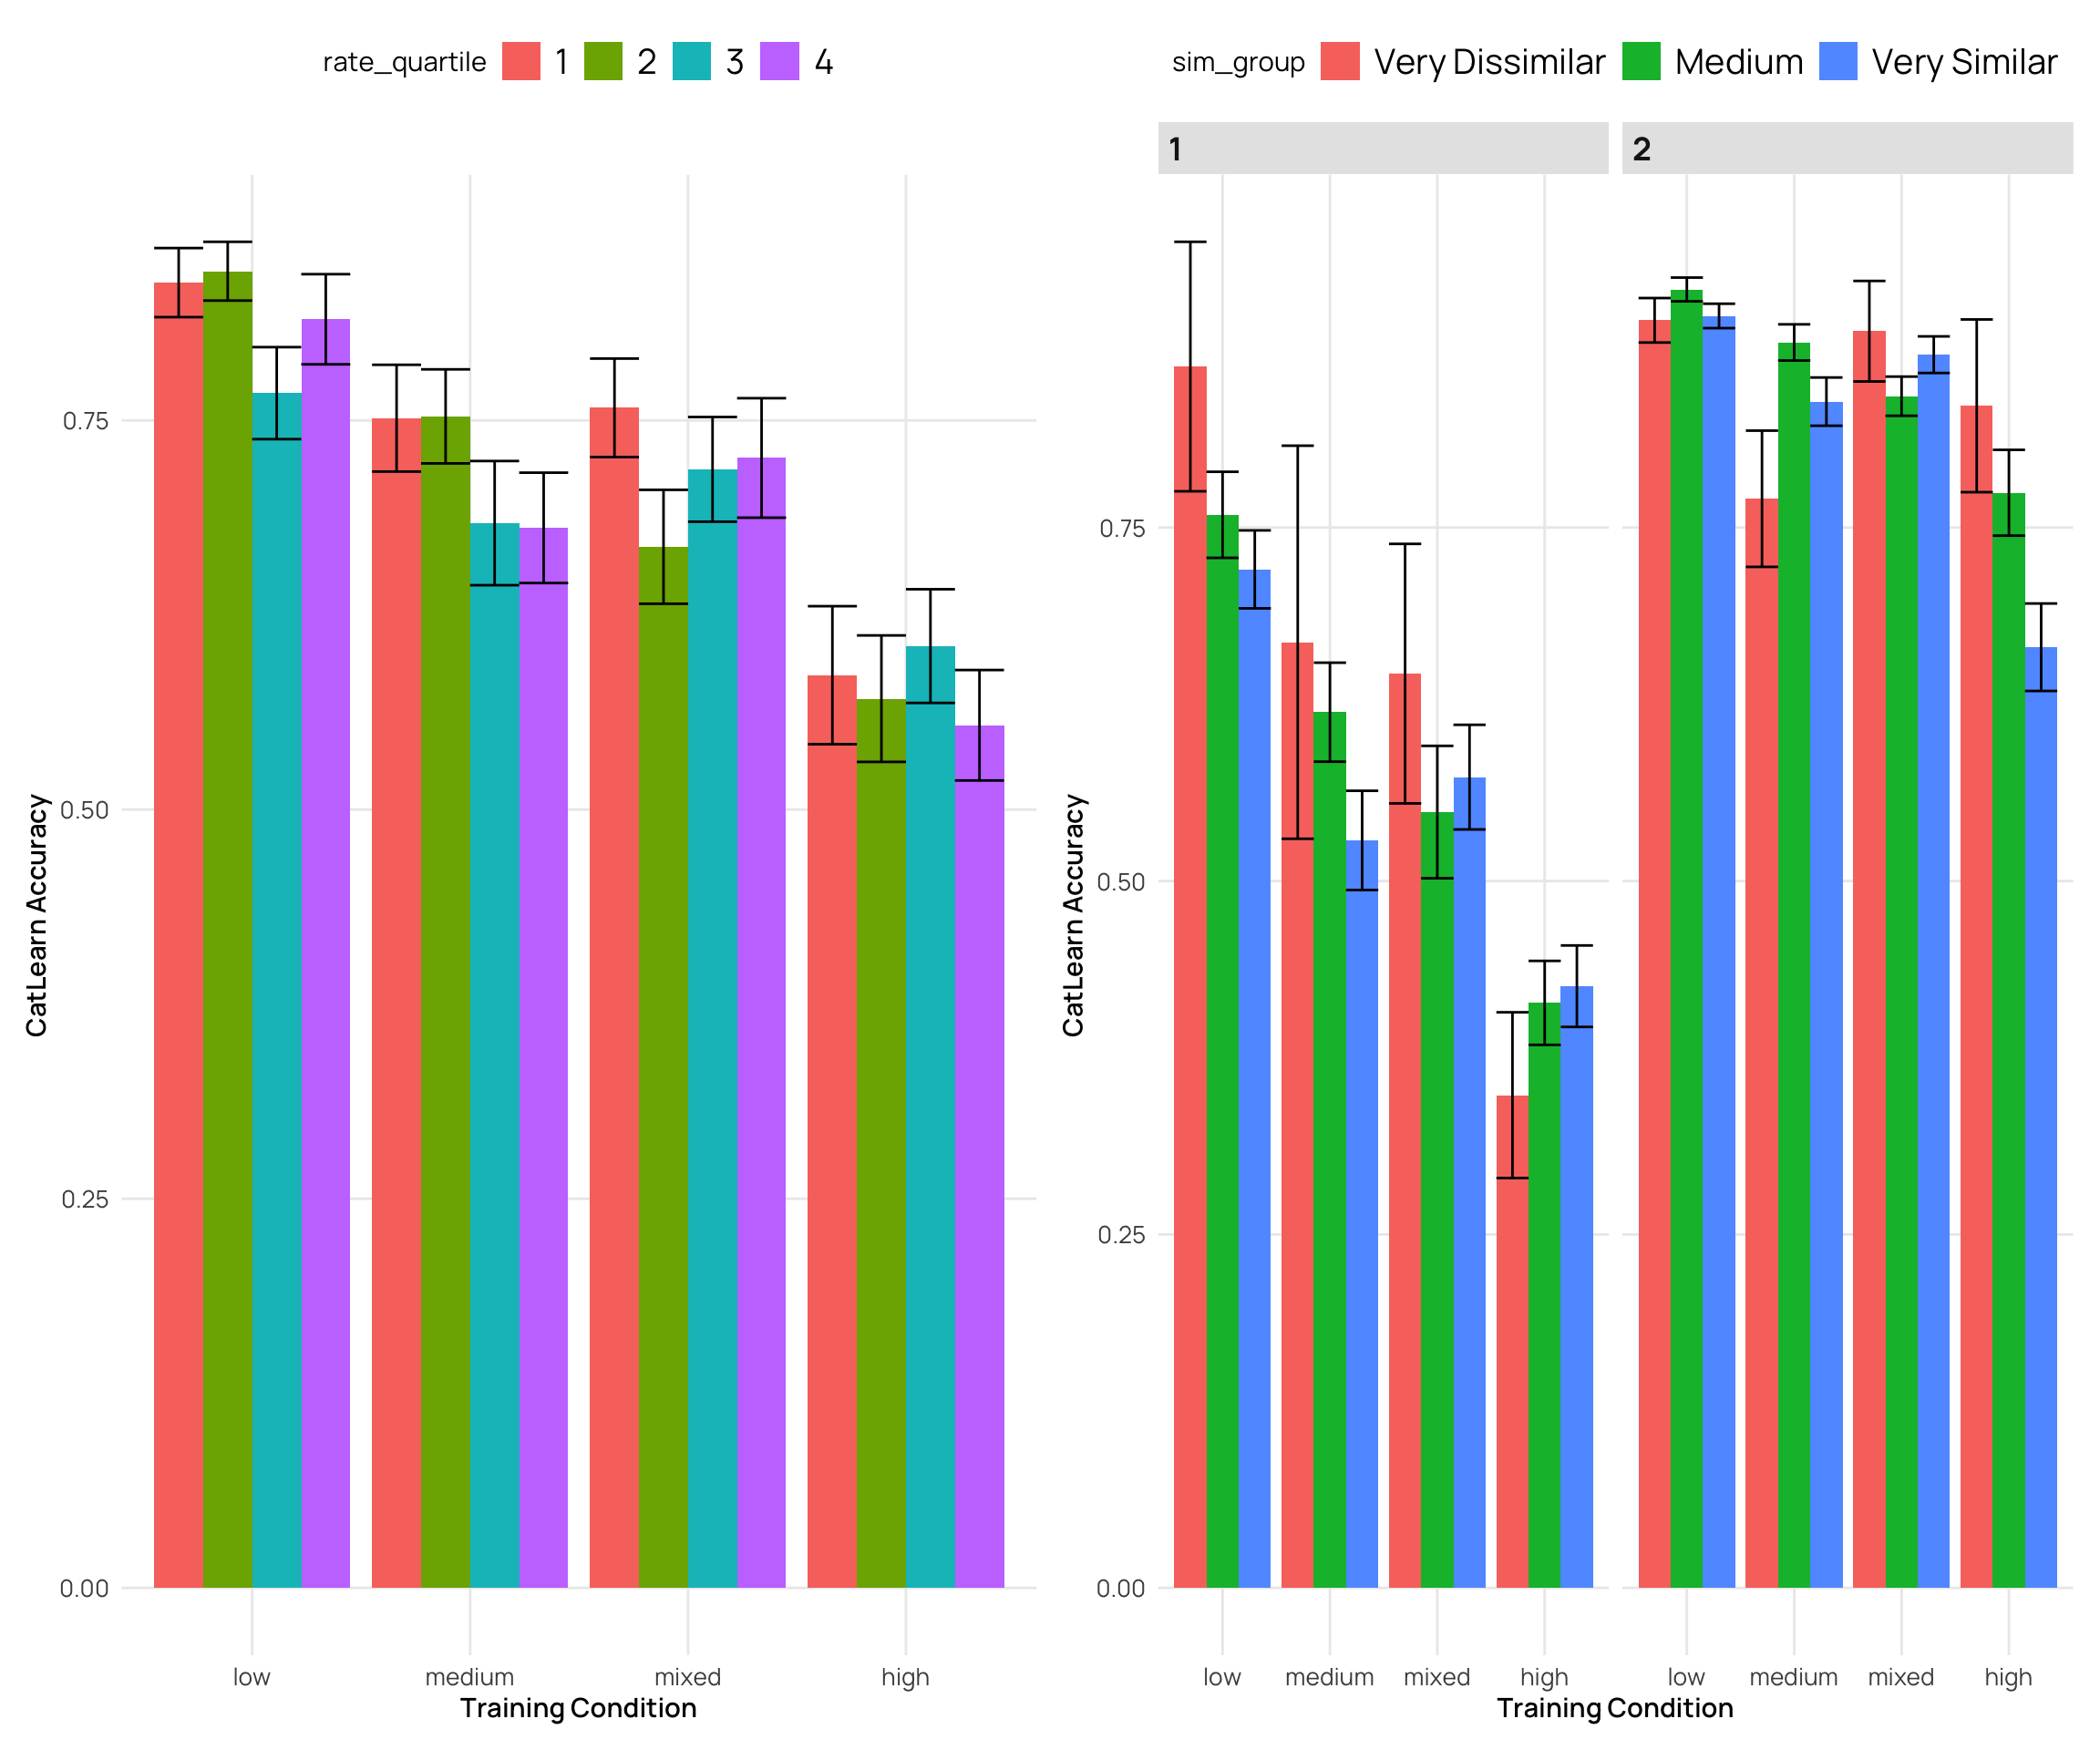 rate_quartile 1 2 3 4
CatLearn Accuracy
0.75
0.50
0.25
0.00
low medium mixed high
Training Condition
sim_group Very Dissimilar Medium Very Similar
1 2
CatLearn Accuracy
0.75
0.50
0.25
0.00
low medium mixed high low medium mixed high
Training Condition